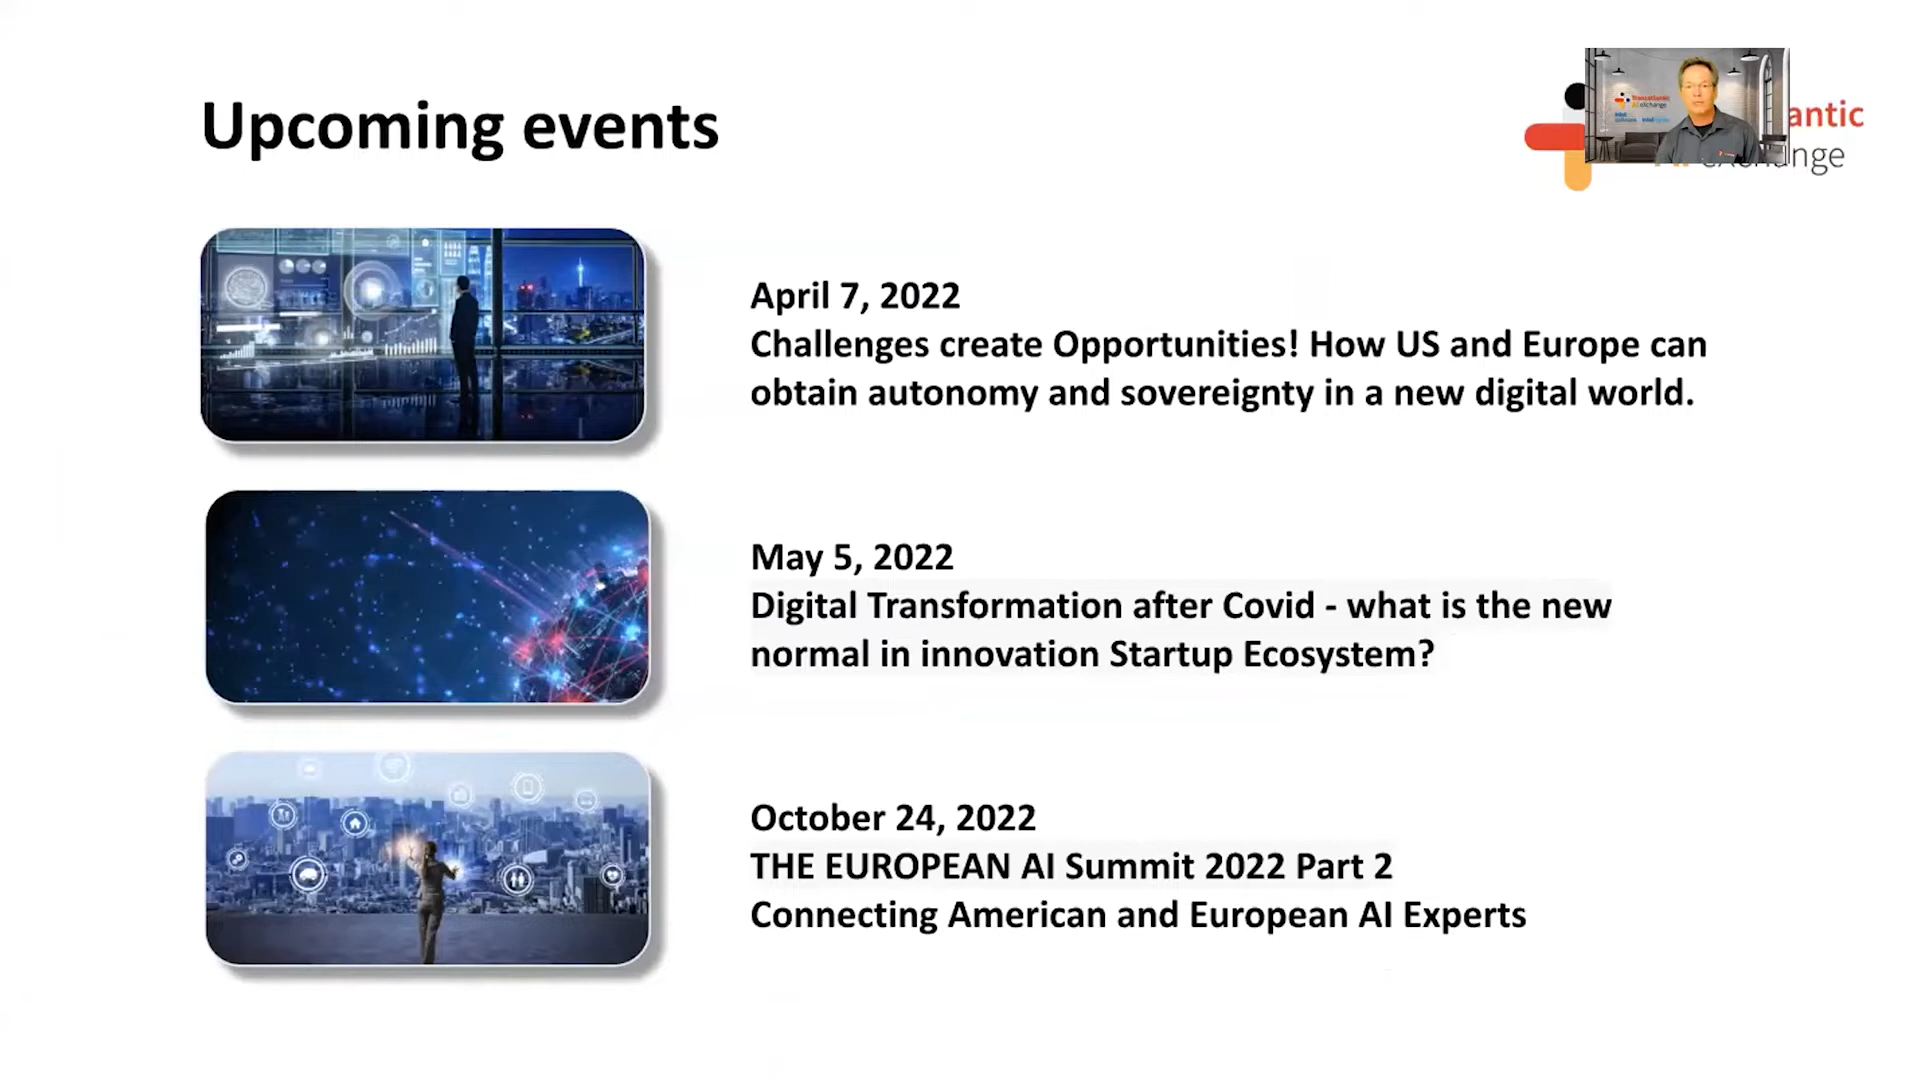 Upcoming events
antic
nge
April 7, 2022
Challenges create Opportunities! How US and Europe can
obtain autonomy and sovereignty in a new digital world.
May 5, 2022
Digital Transformation after Covid - what is the new
normal in innovation Startup Ecosystem?
October 24, 2022
THE EUROPEAN AI Summit 2022 Part 2
Connecting American and European AI Experts